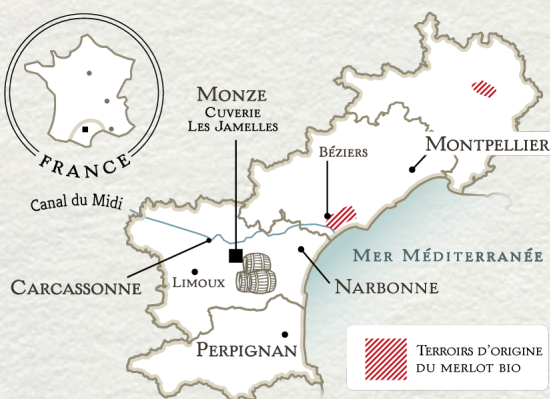 FRANCE
Monze
Cuverie
Les Jamelles
Béziers
Montpellier
Canal du Midi
Mer Méditerranée
Carcassonne
Limoux
Narbonne
Perpignan
Terroirs d'origine
du merlot bio